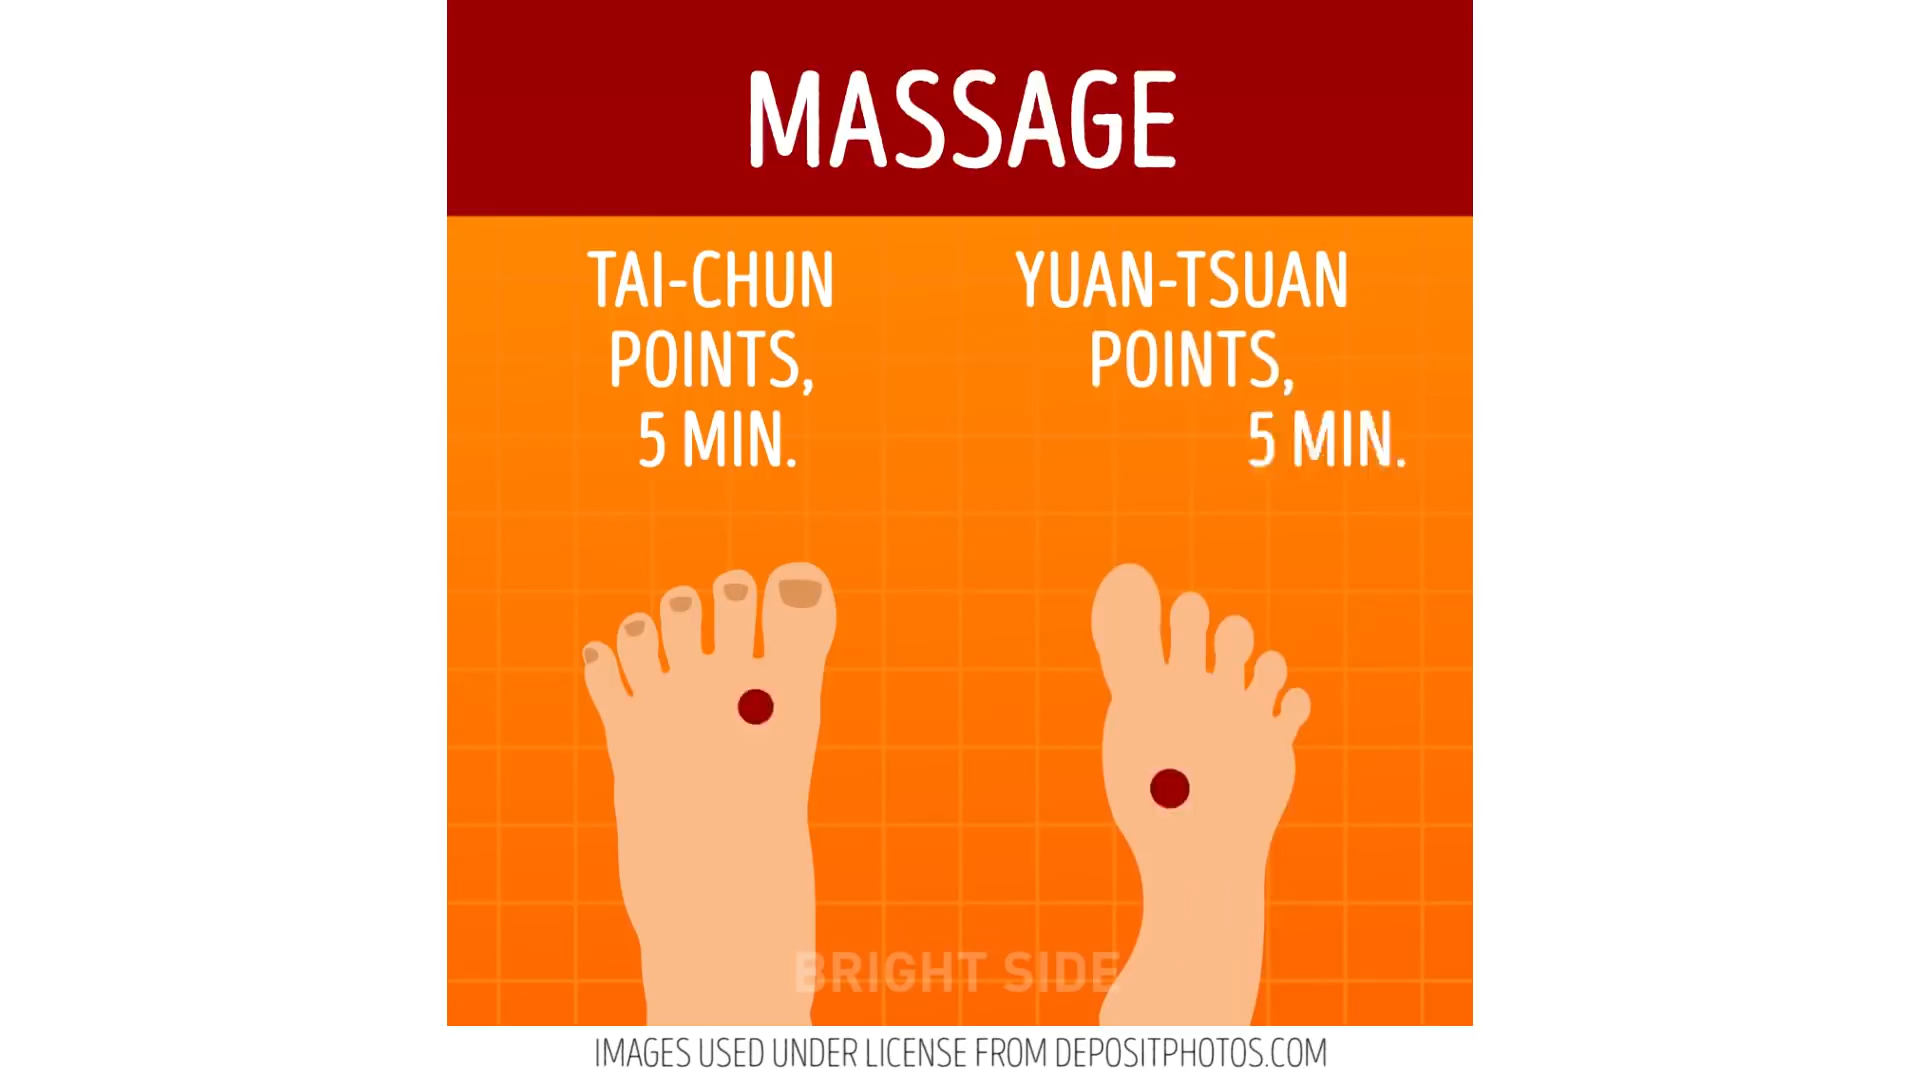 MASSAGE
TAI-CHUN
POINTS,
5 MIN.
YUAN-TSUAN
POINTS,
5 MIN.
BRIGHT SIDE
IMAGES USED UNDER LICENSE FROM DEPOSITPHOTOS.COM